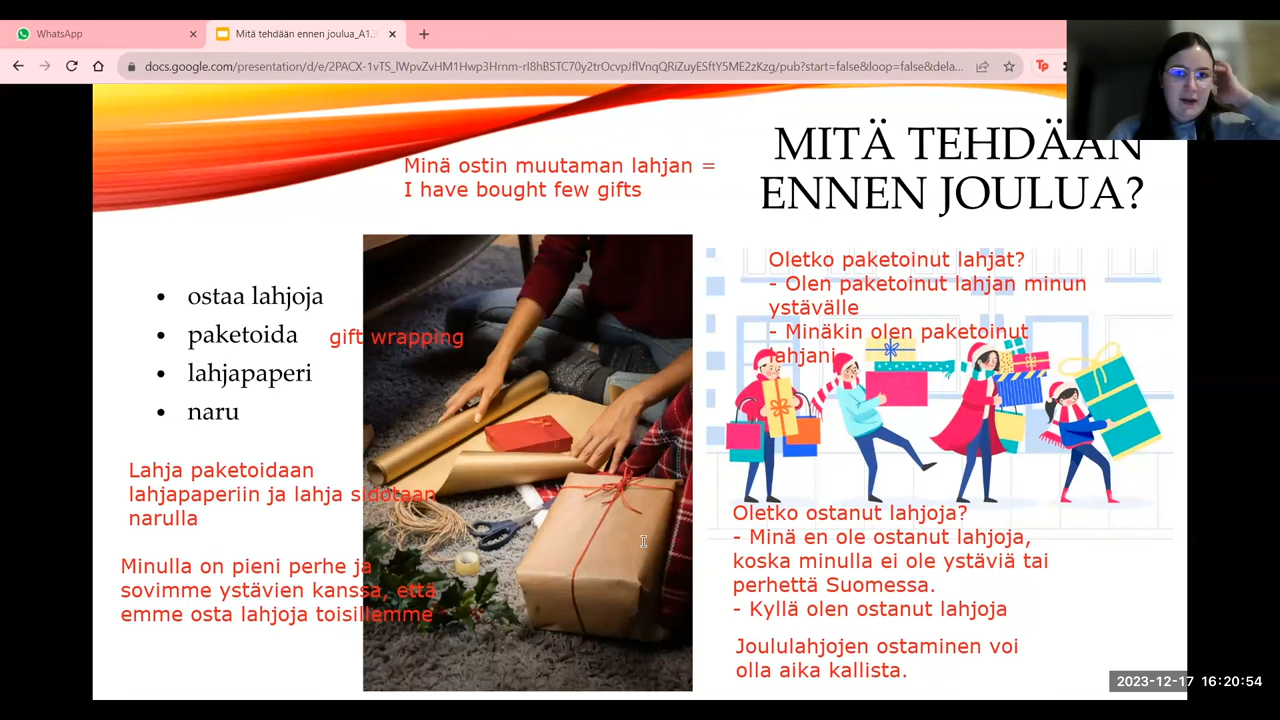 WhatsApp
Mitä tehdään ennen joulua_A1.
docs.google.com/presentation/d/e/2PACX-1vTS_lWpvZvHM1Hwp3Hrnm-rI8hBSTC70y2trOcvpJflVnqQRiZuyESftY5ME2zKzg/pub?start=false&loop=false&dela...
Tp
MITÄ TEHDÄÄN
ENNEN JOULUA?
Minä ostin muutaman lahjan =
I have bought few gifts
ostaa lahjoja
paketoida
gift wrapping
lahjapaperi
naru
Lahja paketoidaan
lahjapaperiin ja lahja sidotaan
narulla
Minulla on pieni perhe ja
sovimme ystävien kanssa, että
emme osta lahjoja toisillemme
Oletko paketoinut lahjat?
- Olen paketoinut lahjan minun
ystävälle
- Minäkin olen paketoinut
lahjani
Oletko ostanut lahjoja?
- Minä en ole ostanut lahjoja,
koska minulla ei ole ystäviä tai
perhettä Suomessa.
- Kyllä olen ostanut lahjoja
Joululahjojen ostaminen voi
olla aika kallista.
2023-12-17 16:20:54